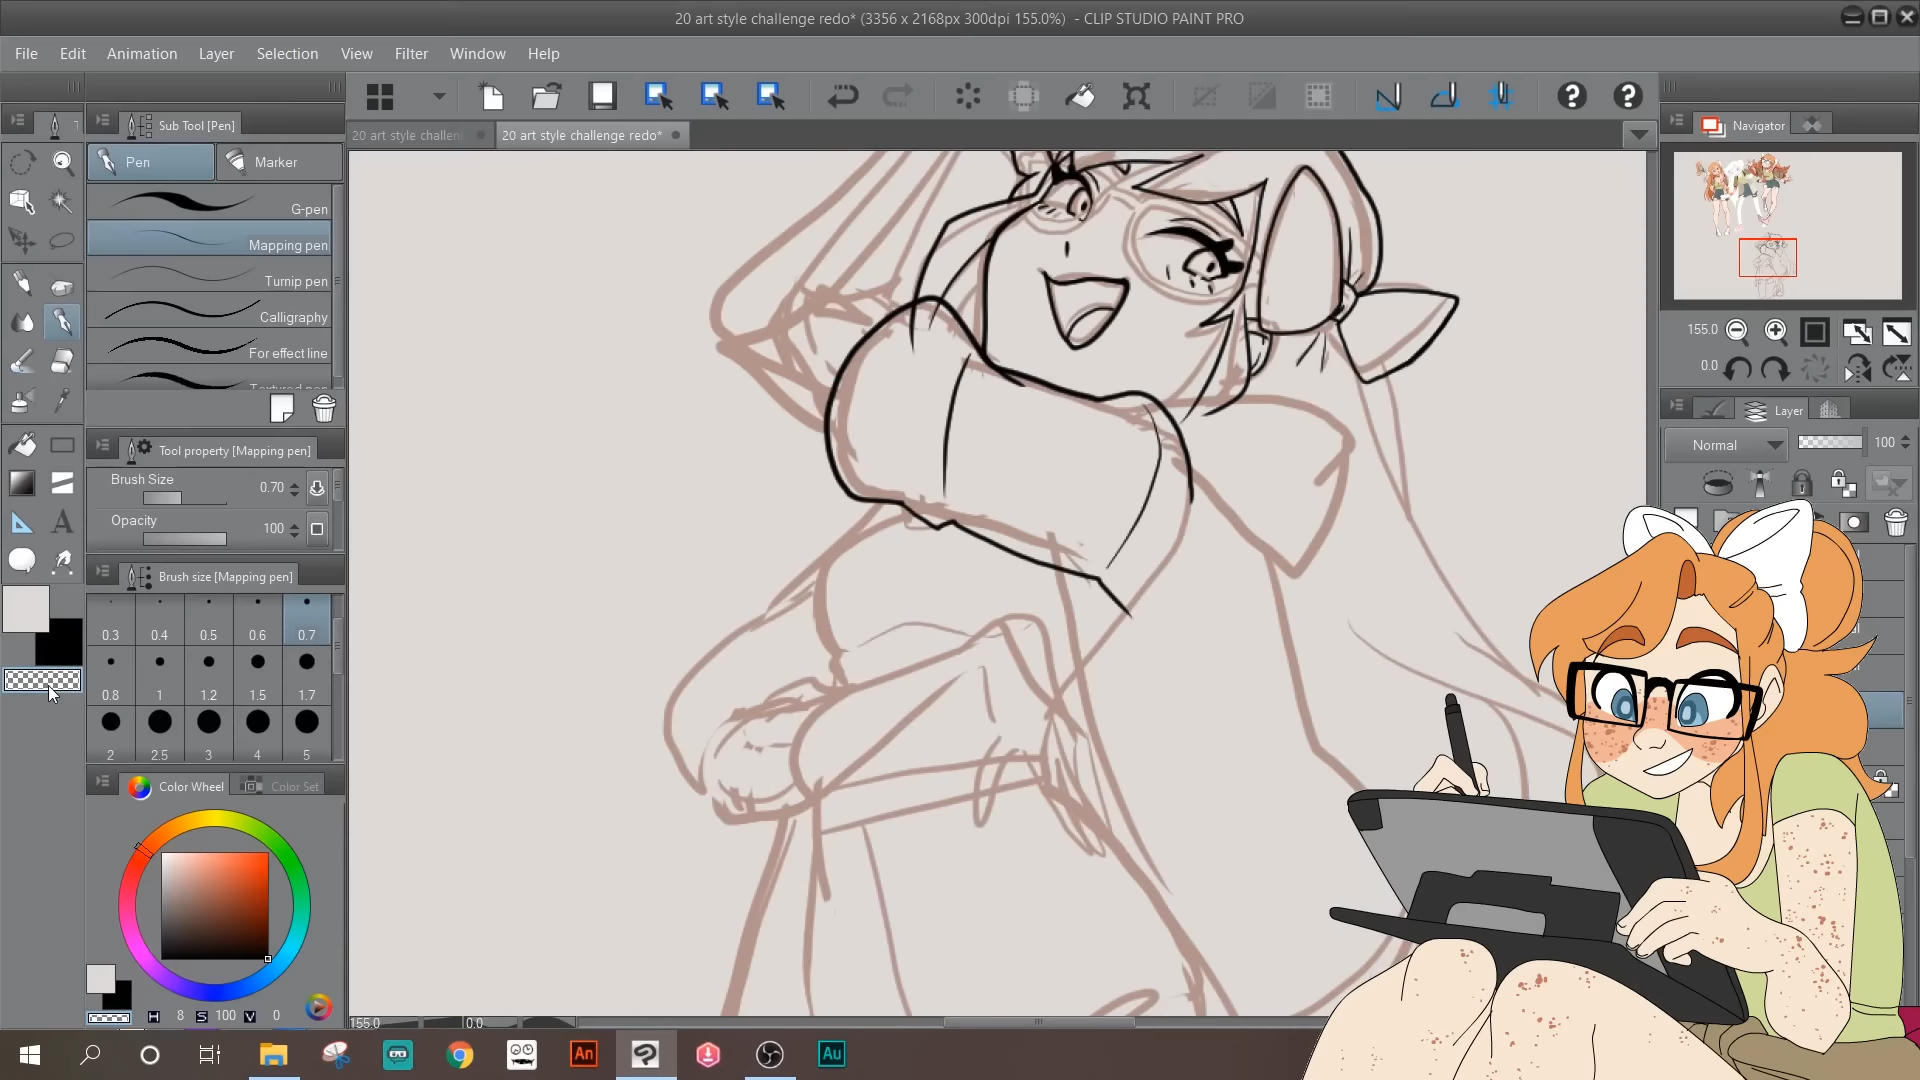 20 art style challenge redo* (3356 x 2168px 300dpi 155.0%) - CLIP STUDIO PAINT PRO
File Edit Animation Layer Selection View Filter Window Help
Sub Tool [Pen]
20 art style challen
20 art style challenge redo*
Navigator
Pen
Marker
G-pen
Mapping pen
Turnip pen
Calligraphy
For effect line
Textured pen
155.0
0.0
Layer
Normal
100
Tool property [Mapping pen]
Brush Size
0.70
Opacity
100
A
Brush size [Mapping pen]
0.3 0.4 0.5 0.6 0.7
0.8 1 1.2 1.5 1.7
2 2.5 3 4 5
Color Wheel
Color Set
H 8 S 100 V 0
155.0
0.0
An
Au